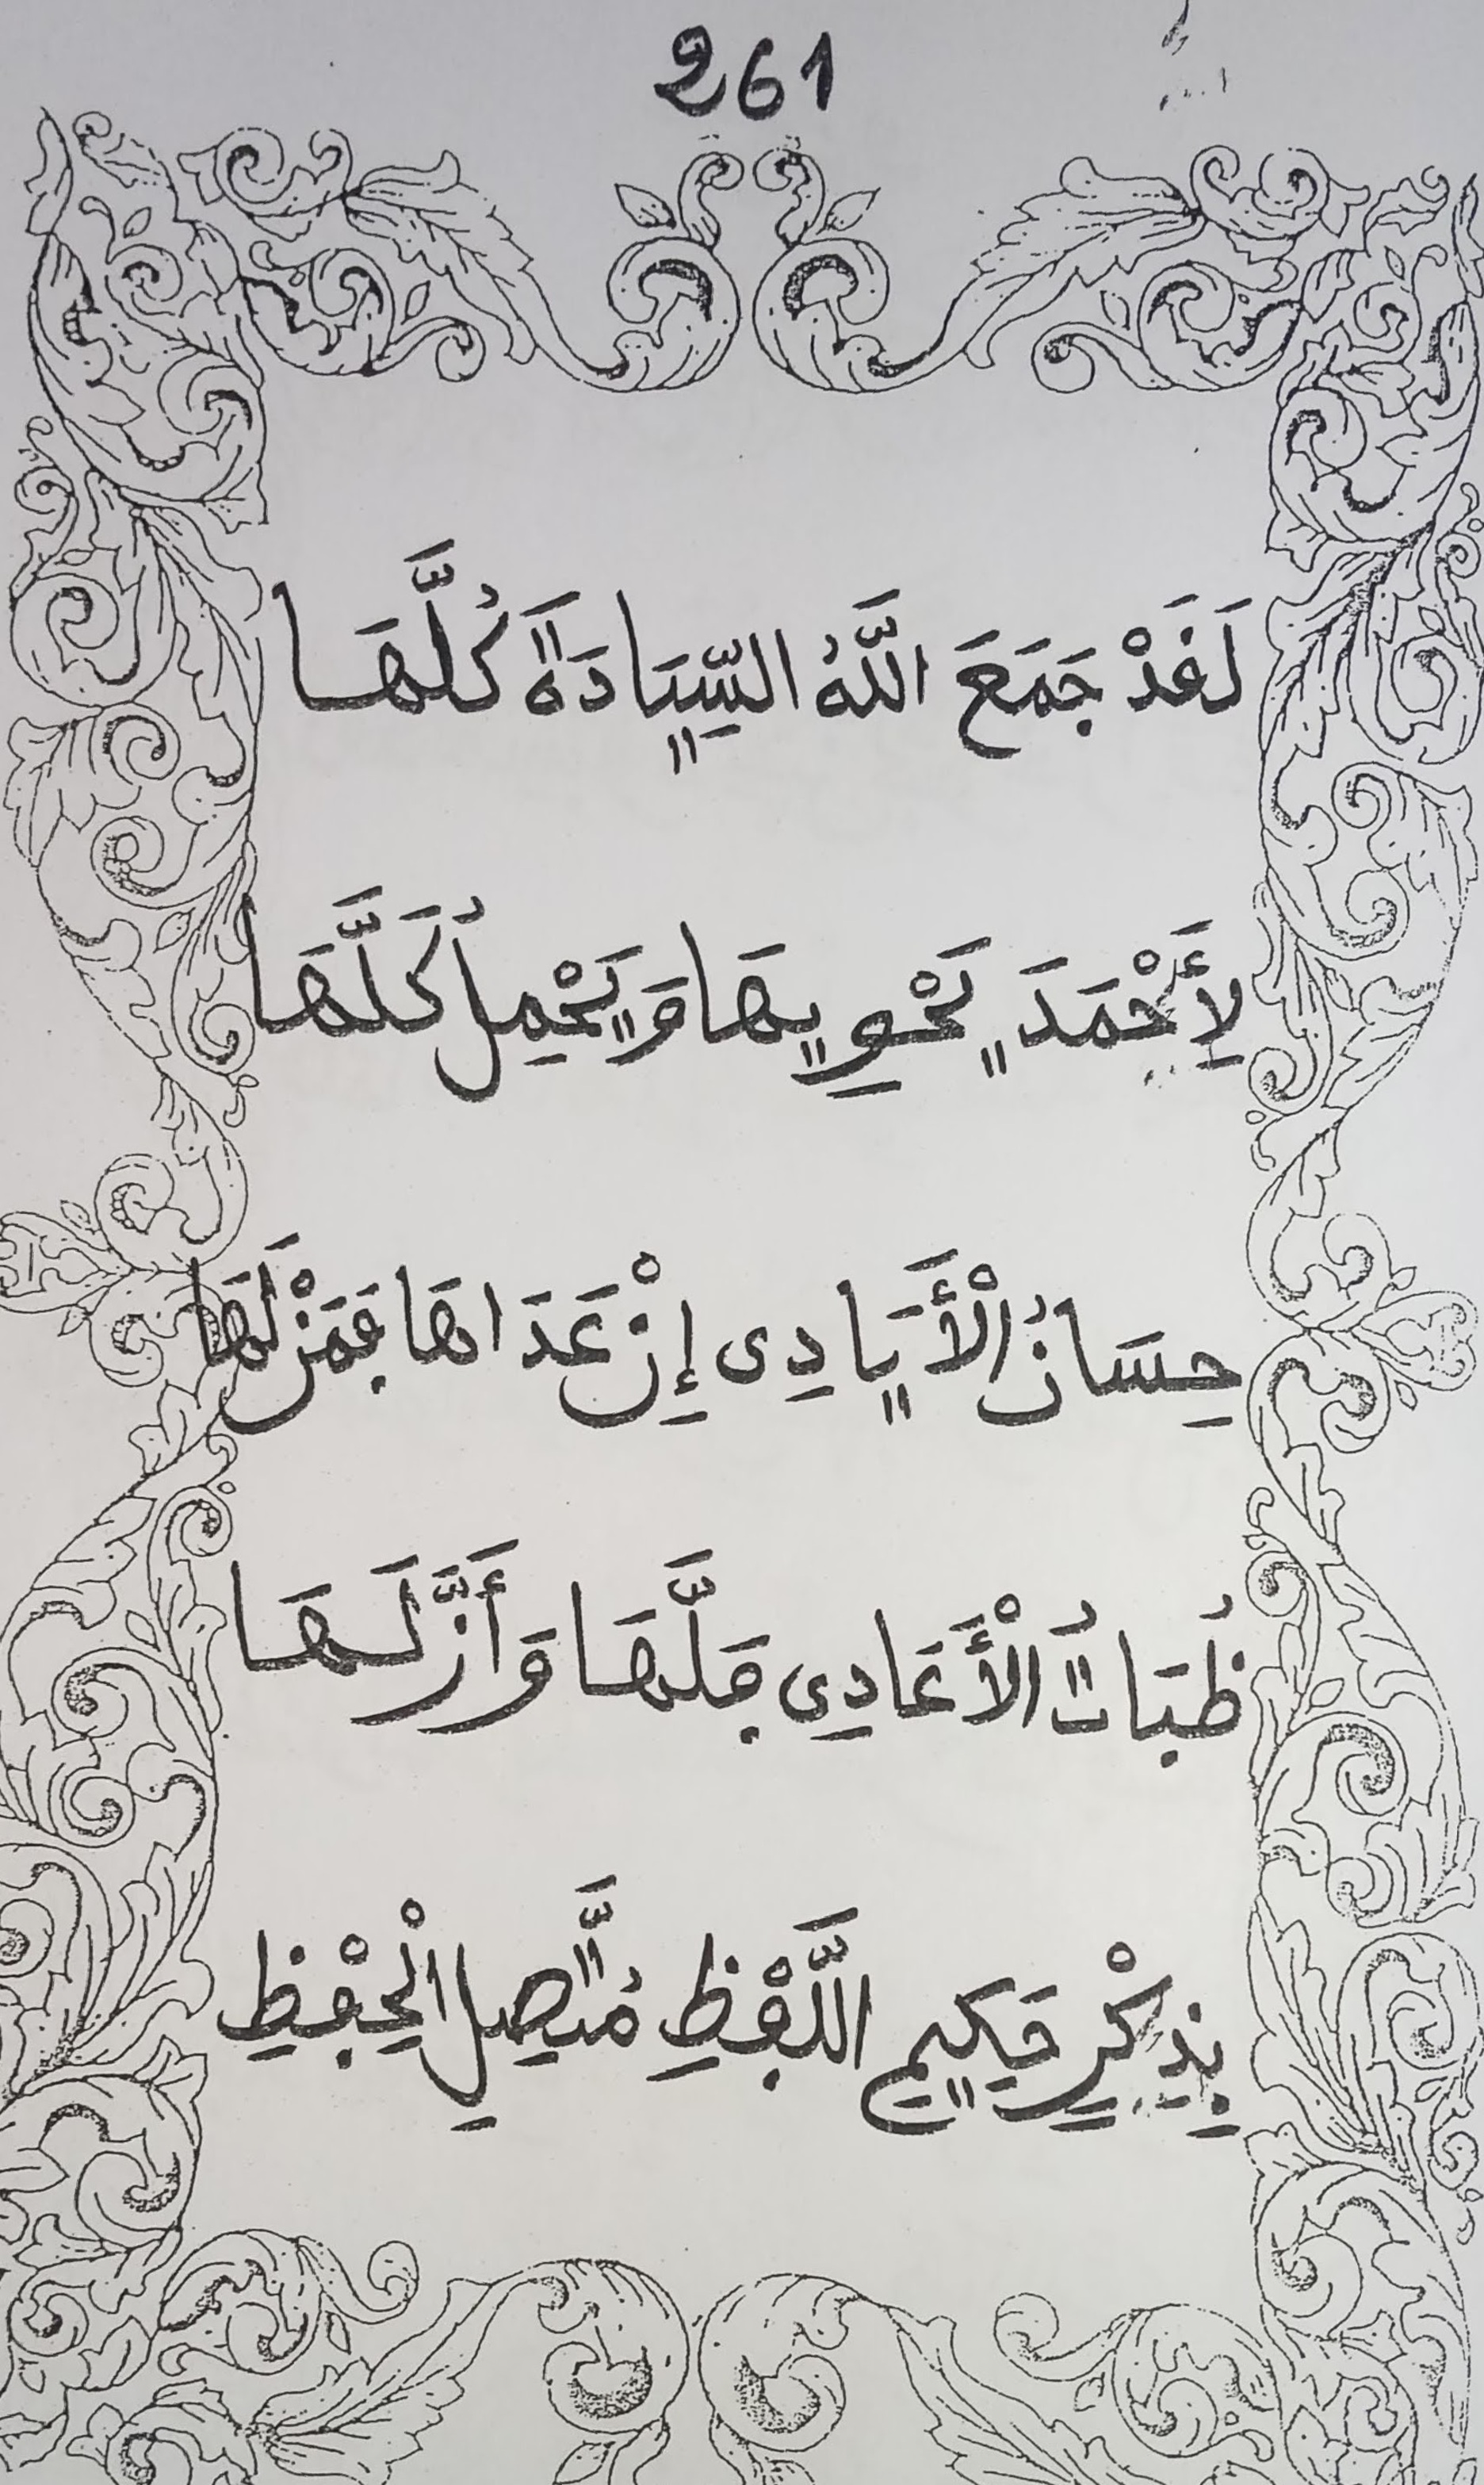 261
لَقَدْ جَمَعَ اللَّهُ السِّيَادَةَ كُلَّهَا
لِأَحْمَدَ يَحْوِيهَا وَيَحْمِلُ كَلَّهَا
حِسَانُ الْأَيَادِى إِنْ عَدَاهَا فَمَنْ لَهَا
ظُبَاتُ الْأَعَادِى فَلَّهَا وَأَزَّلَهَا
بِذِكْرٍ حَكِيمِ اللَّفْظِ مُتَّصِلِ الْحِفْظِ